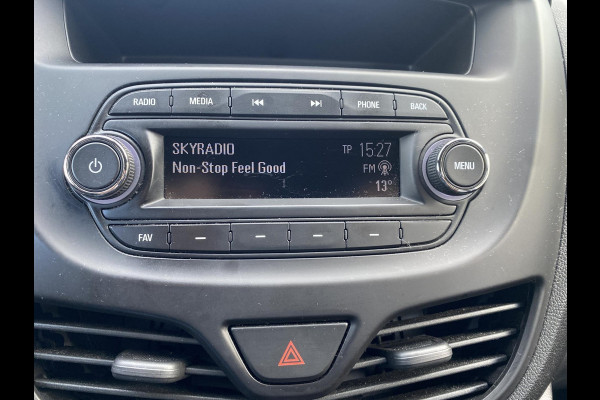 RADIO MEDIA PHONE BACK
SKYRADIO TP 15:27
Non-Stop Feel Good FM
13°
MENU
FAV